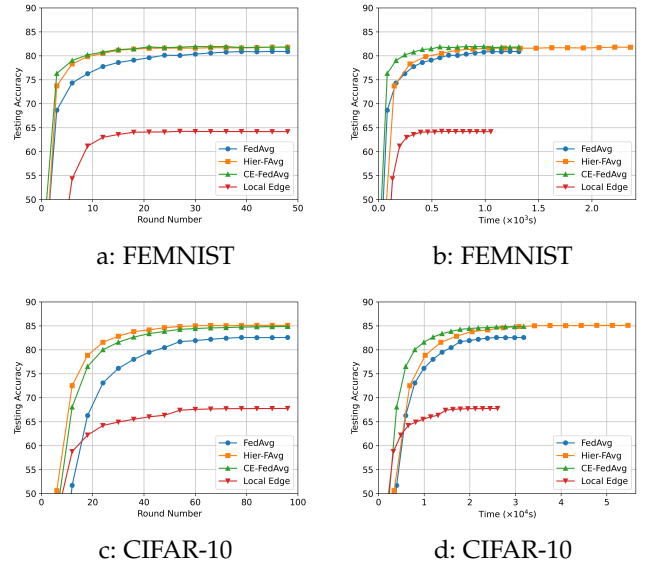 90
85
80
75
70
65
60
55
50
Testing Accuracy
0
10
20
30
40
50
Round Number
FedAvg
Hier-FAvg
CE-FedAvg
Local Edge
a: FEMNIST
90
85
80
75
70
65
60
55
50
Testing Accuracy
0.0
0.5
1.0
1.5
2.0
Time (×10³s)
FedAvg
Hier-FAvg
CE-FedAvg
Local Edge
b: FEMNIST
90
85
80
75
70
65
60
55
50
Testing Accuracy
0
20
40
60
80
100
Round Number
FedAvg
Hier-FAvg
CE-FedAvg
Local Edge
c: CIFAR-10
90
85
80
75
70
65
60
55
50
Testing Accuracy
0
1
2
3
4
5
Time (×10⁴s)
FedAvg
Hier-FAvg
CE-FedAvg
Local Edge
d: CIFAR-10